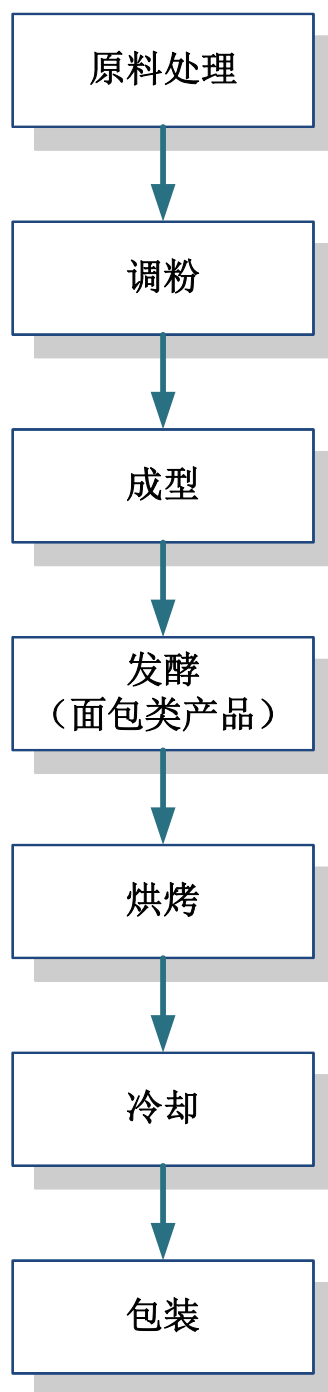 原料处理
调粉
成型
发酵
（面包类产品）
烘烤
冷却
包装